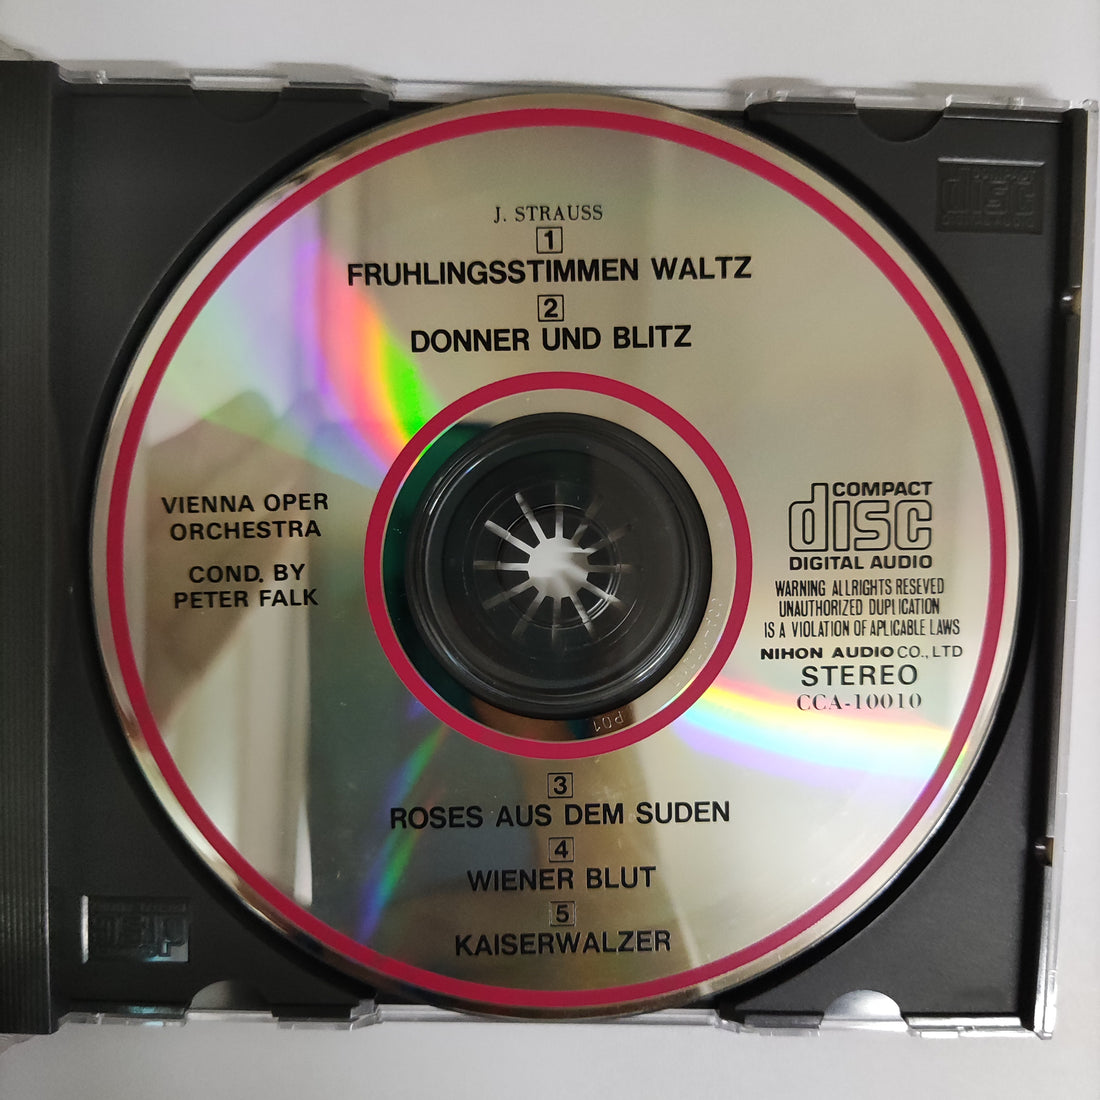 J. STRAUSS
1
FRUHLINGSSTIMMEN WALTZ
2
DONNER UND BLITZ
VIENNA OPER
ORCHESTRA
COND. BY
PETER FALK
COMPACT
disc
DIGITAL AUDIO
WARNING ALLRIGHTS RESEVED
UNAUTHORIZED DUPLICATION
IS A VIOLATION OF APLICABLE LAWS
NIHON AUDIO CO., LTD
STEREO
CCA-10010
P01
3
ROSES AUS DEM SUDEN
4
WIENER BLUT
5
KAISERWALZER